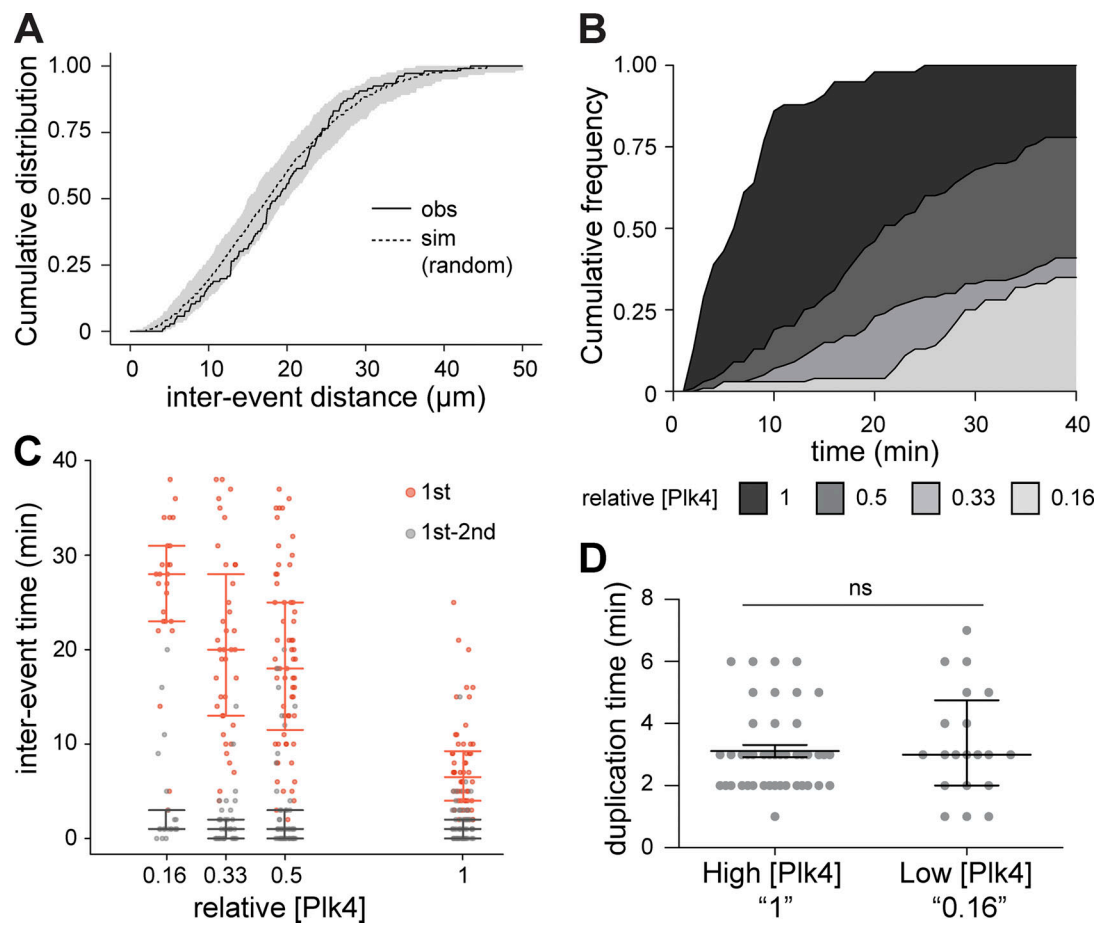 A
Cumulative distribution
1.00
0.75
0.50
0.25
0
obs
sim
(random)
0 10 20 30 40 50
inter-event distance (µm)
B
Cumulative frequency
1.00
0.75
0.50
0.25
0
0 10 20 30 40
time (min)
relative [Plk4] 1 0.5 0.33 0.16
C
inter-event time (min)
40
30
20
10
0
1st
1st-2nd
0.16 0.33 0.5 1
relative [Plk4]
D
duplication time (min)
8
6
4
2
0
ns
High [Plk4] Low [Plk4]
“1” “0.16”